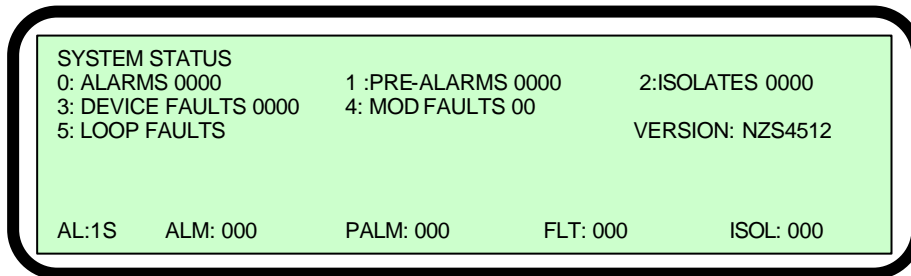 SYSTEM STATUS
0: ALARMS 0000 1 :PRE-ALARMS 0000 2:ISOLATES 0000
3: DEVICE FAULTS 0000 4: MOD FAULTS 00
5: LOOP FAULTS VERSION: NZS4512
AL:1S ALM: 000 PALM: 000 FLT: 000 ISOL: 000